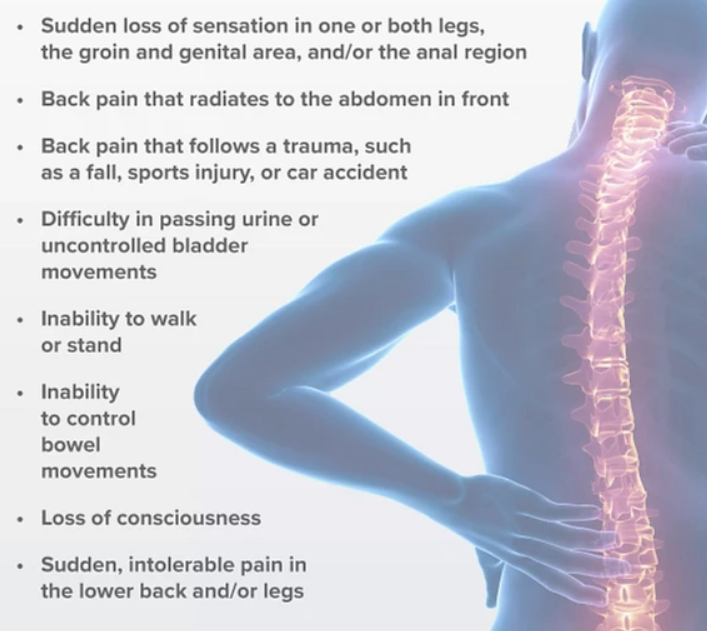 • Sudden loss of sensation in one or both legs,
the groin and genital area, and/or the anal region
• Back pain that radiates to the abdomen in front
• Back pain that follows a trauma, such
as a fall, sports injury, or car accident
• Difficulty in passing urine or
uncontrolled bladder
movements
• Inability to walk
or stand
• Inability
to control
bowel
movements
• Loss of consciousness
• Sudden, intolerable pain in
the lower back and/or legs